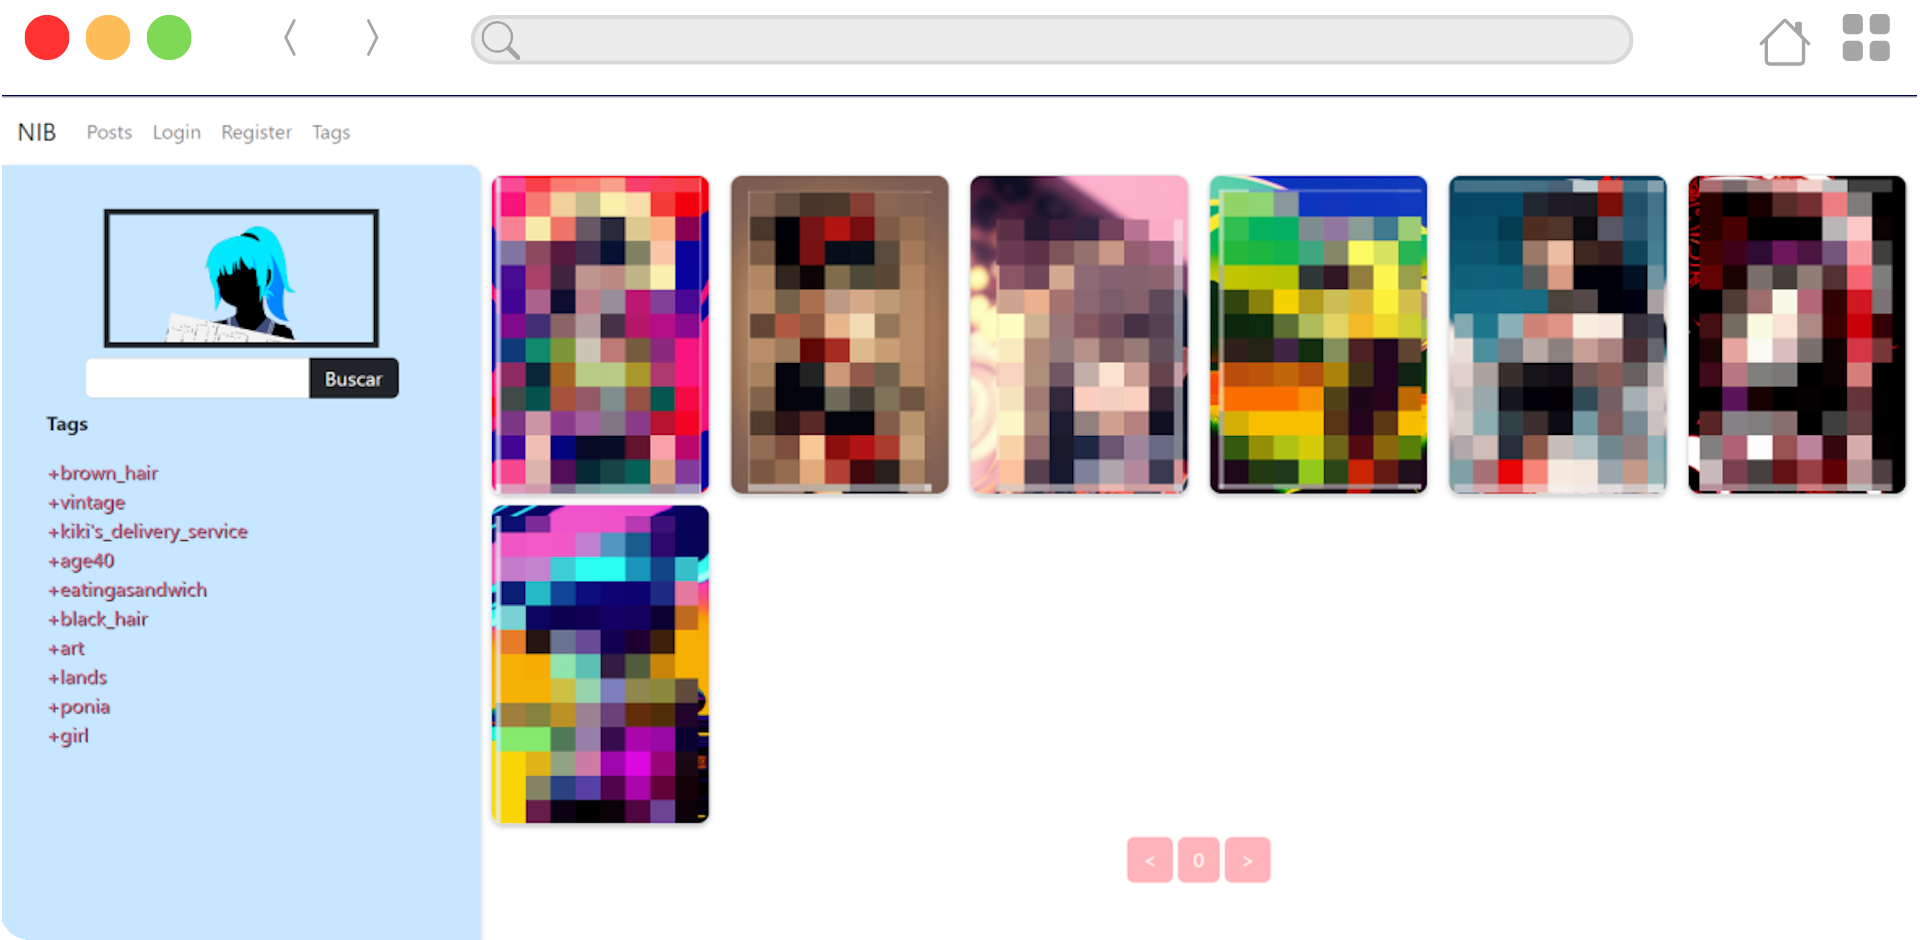 NIB Posts Login Register Tags
Buscar
Tags
+brown_hair
+vintage
+kiki's_delivery_service
+age40
+eatingasandwich
+black_hair
+art
+lands
+ponia
+girl
< 0 >